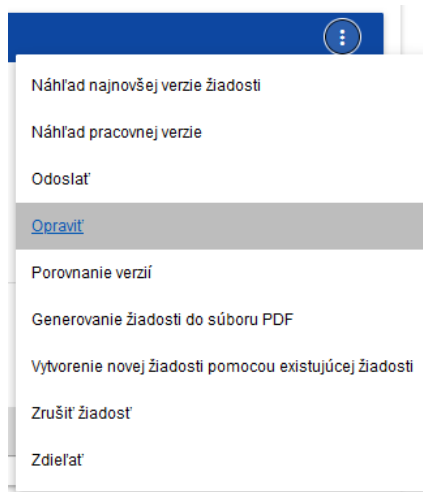 Náhľad najnovšej verzie žiadosti
Náhľad pracovnej verzie
Odoslať
Opraviť
Porovnanie verzií
Generovanie žiadosti do súboru PDF
Vytvorenie novej žiadosti pomocou existujúcej žiadosti
Zrušiť žiadosť
Zdieľať